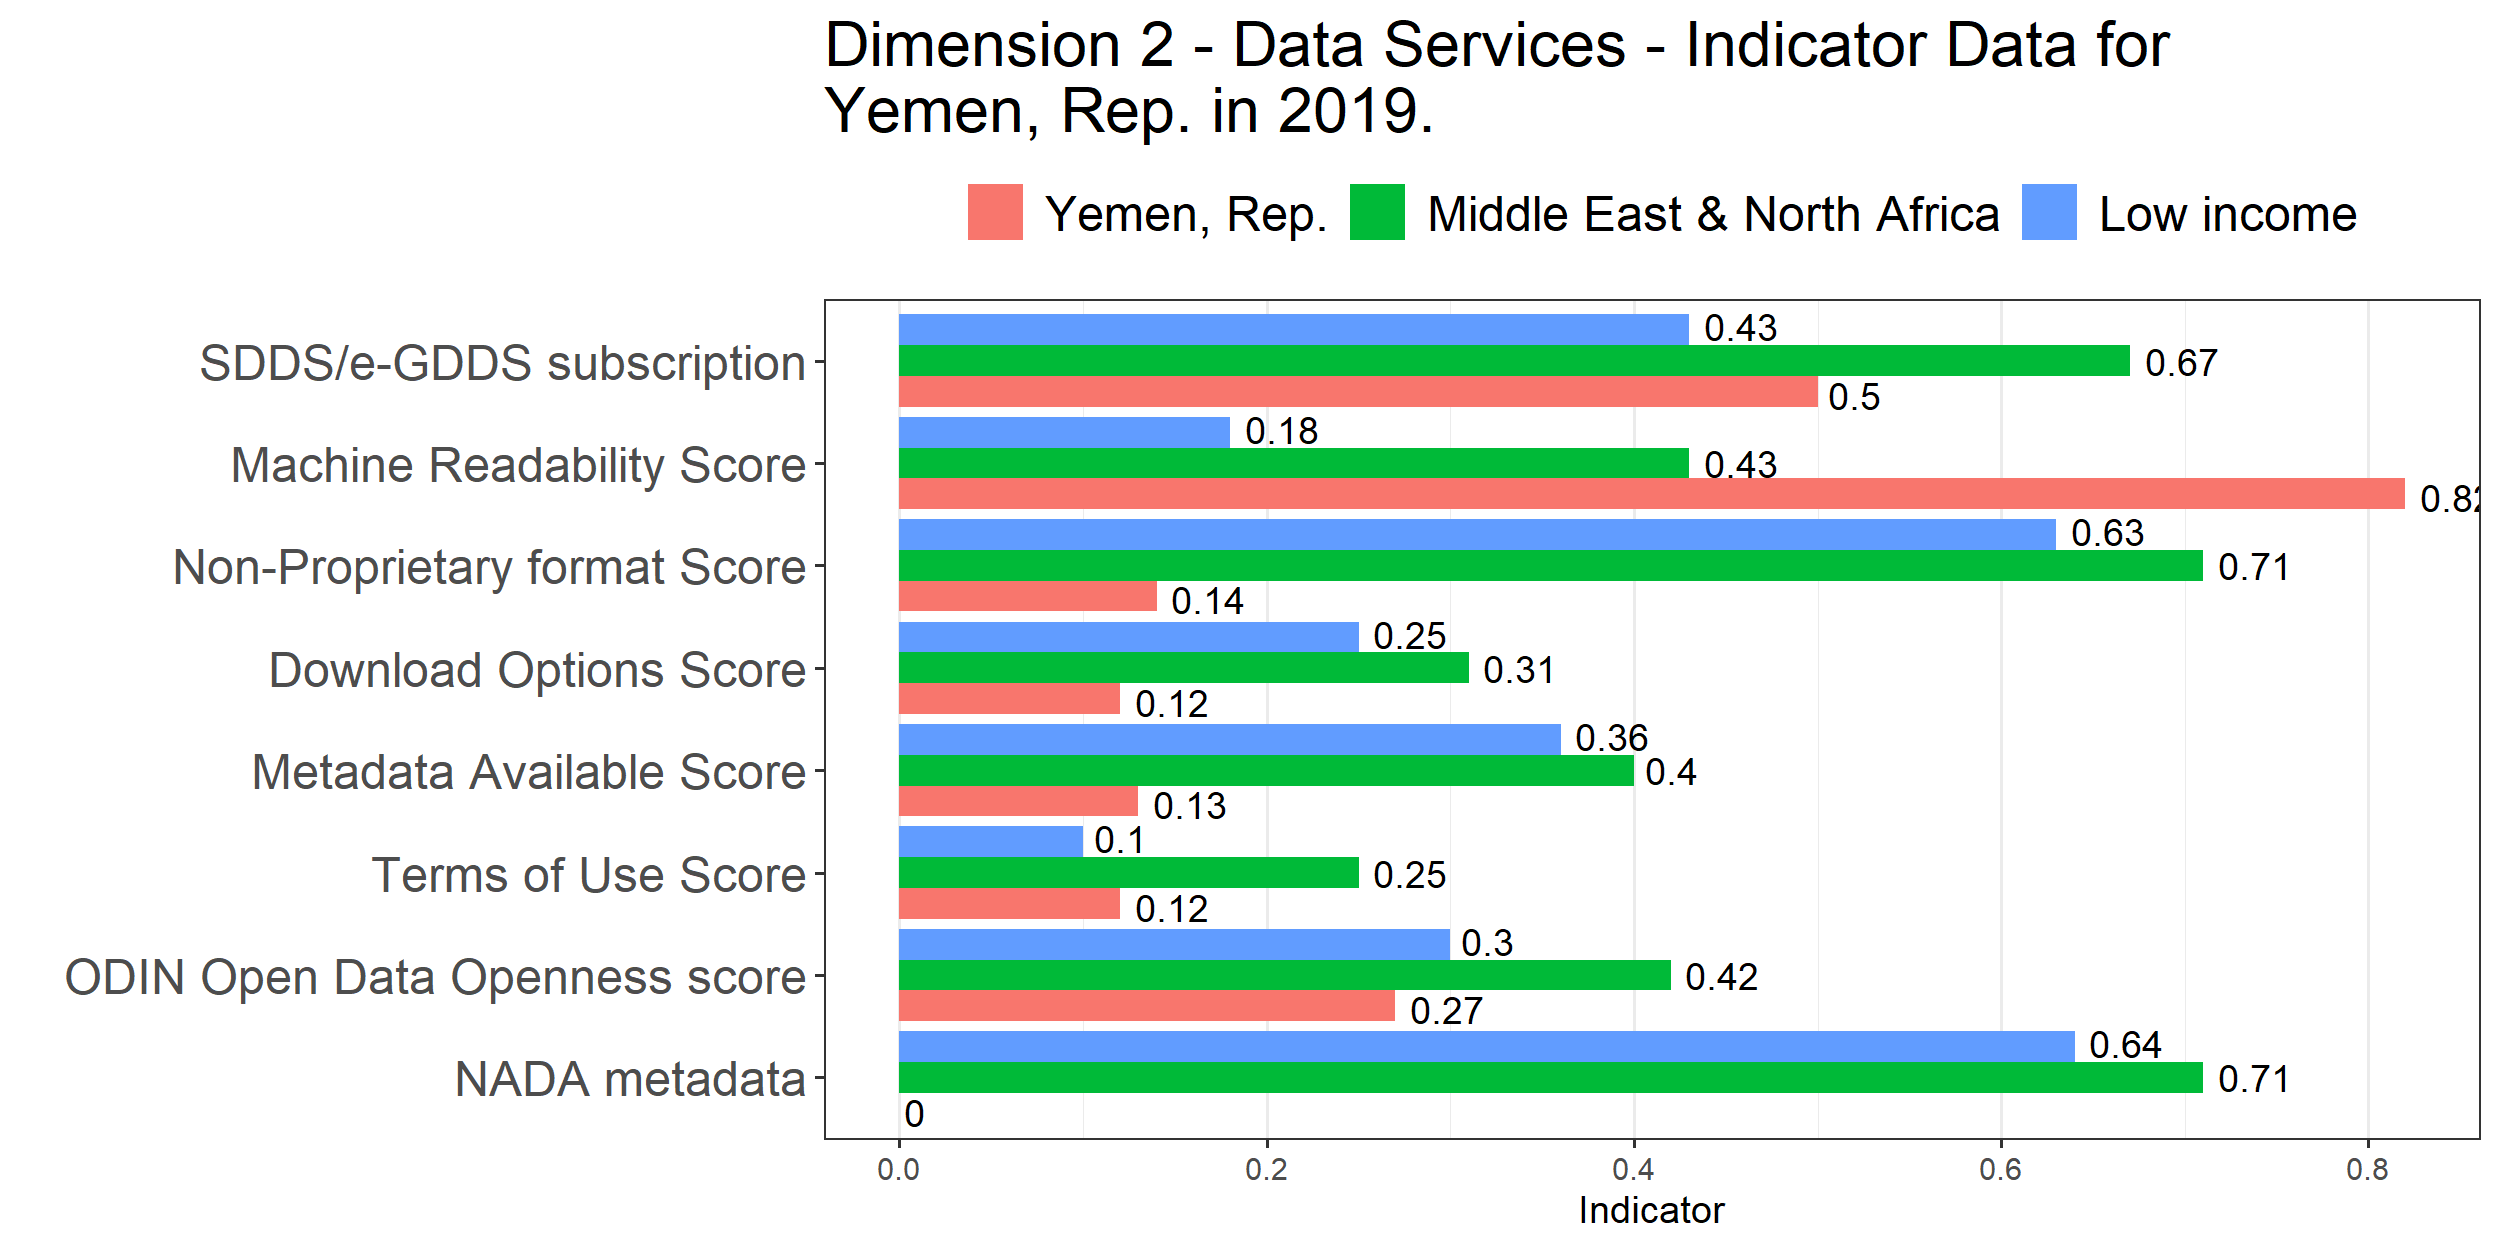 Dimension 2 - Data Services - Indicator Data for
Yemen, Rep. in 2019.
Yemen, Rep. Middle East & North Africa Low income
SDDS/e-GDDS subscription
0.43
0.67
0.5
Machine Readability Score
0.18
0.43
0.82
Non-Proprietary format Score
0.63
0.71
0.14
Download Options Score
0.25
0.31
0.12
Metadata Available Score
0.36
0.4
0.13
Terms of Use Score
0.1
0.25
0.12
ODIN Open Data Openness score
0.3
0.42
0.27
NADA metadata
0.64
0.71
0
0.0 0.2 0.4 0.6 0.8
Indicator